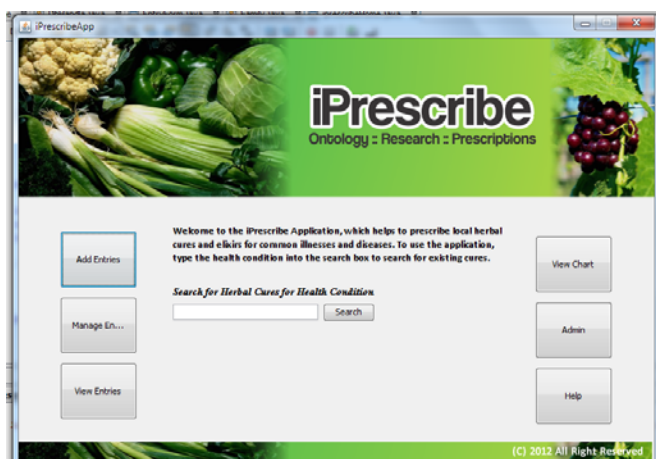 iPrescribeApp
iPrescribe
Ontology :: Research :: Prescriptions
Welcome to the iPrescribe Application, which helps to prescribe local herbal
cures and elixirs for common illnesses and diseases. To use the application,
type the health condition into the search box to search for existing cures.
Search for Herbal Cures for Health Condition
Search
Add Entries
Manage En...
View Entries
View Chart
Admin
Help
(C) 2012 All Right Reserved